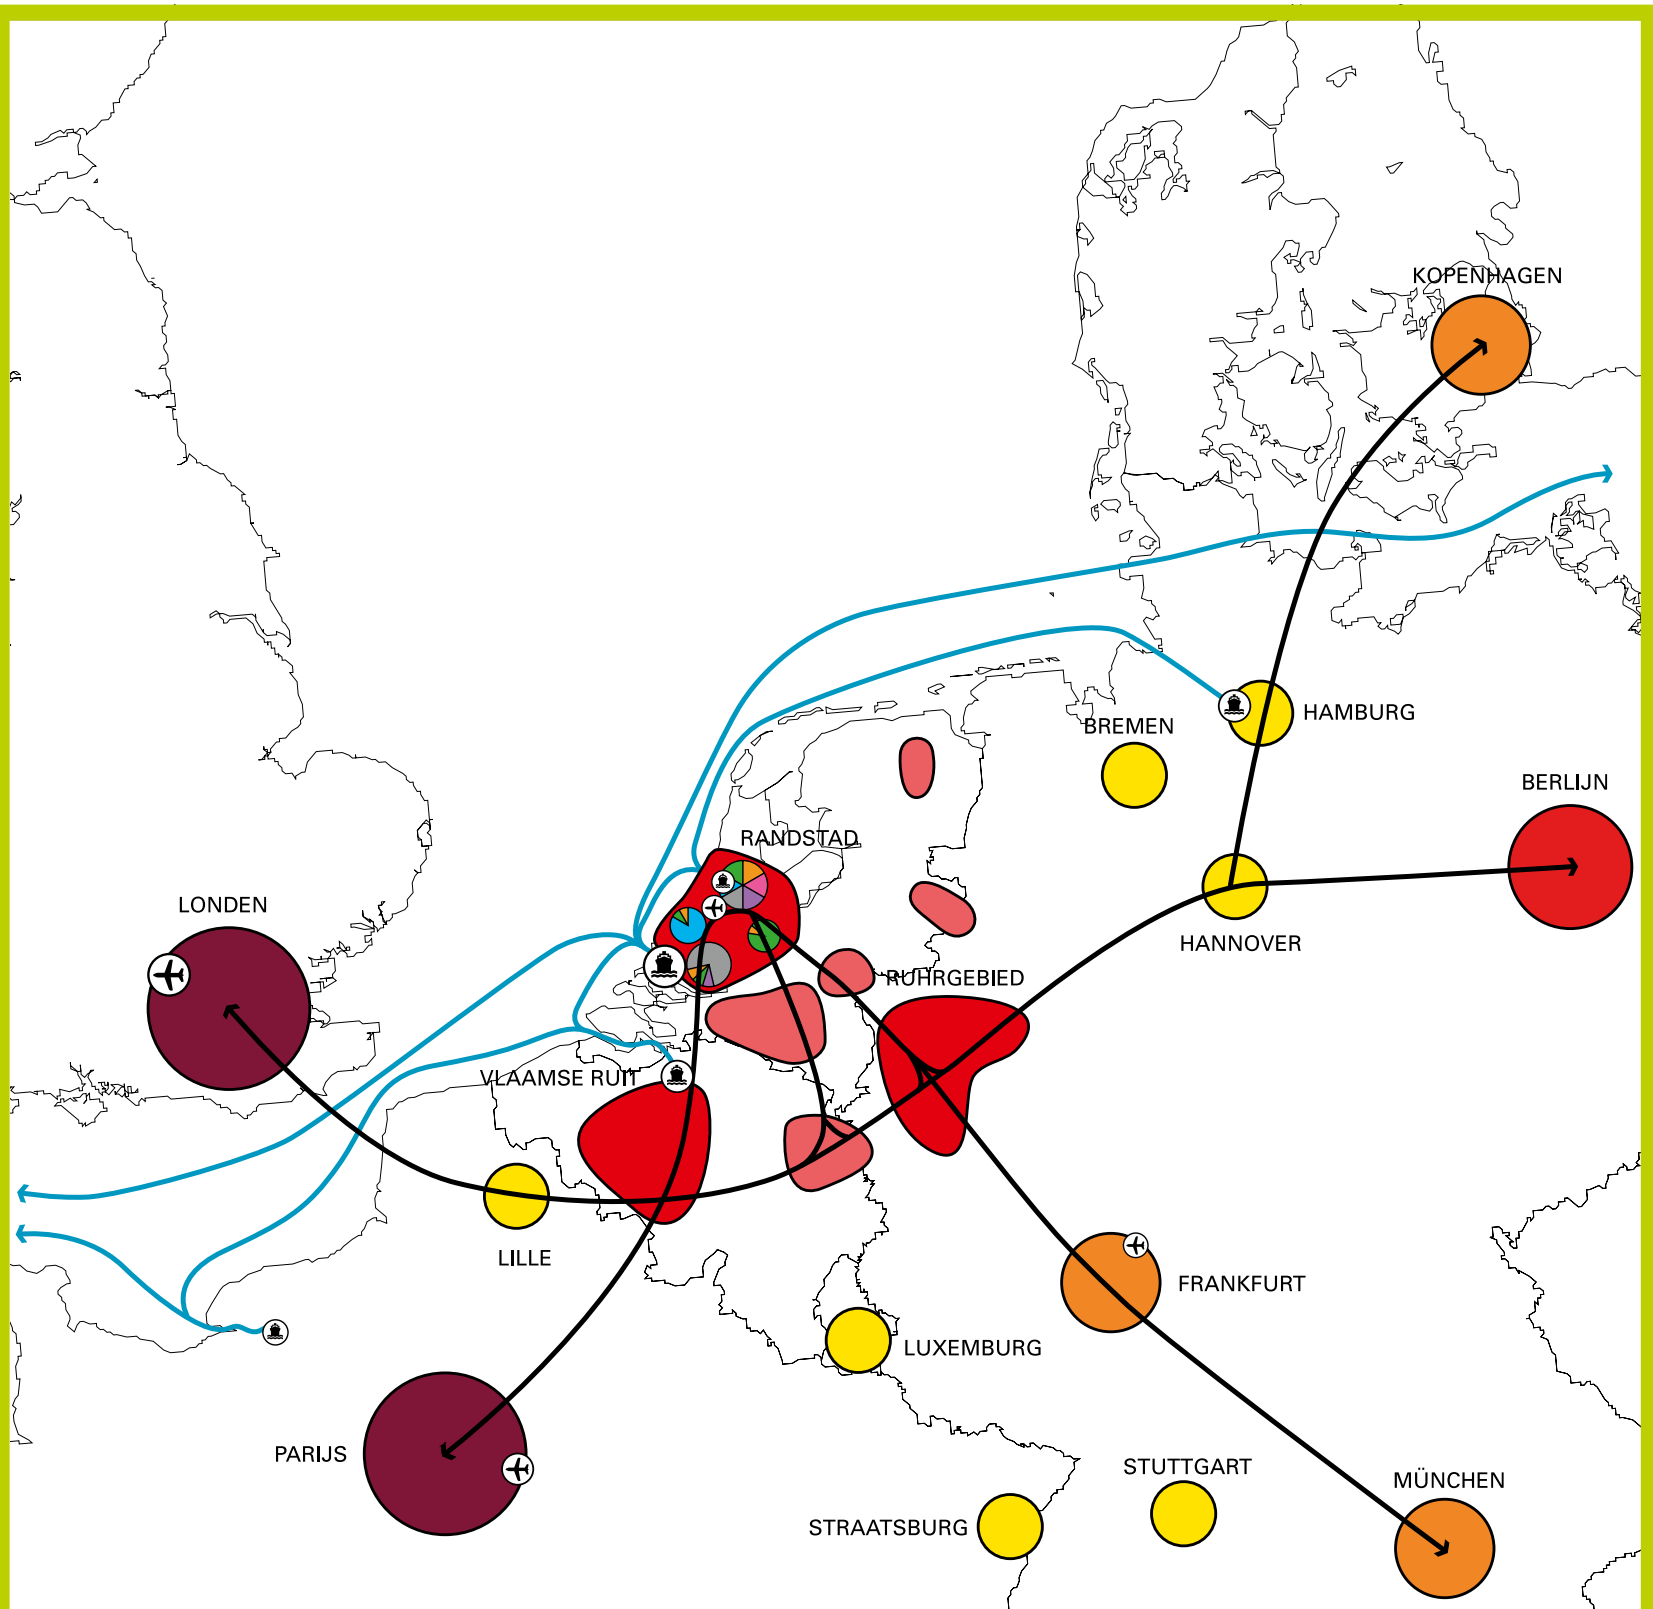 KOPENHAGEN
HAMBURG
BREMEN
BERLIJN
RANDSTAD
LONDEN
HANNOVER
RUHRGEBIED
VLAAMSE RUIT
LILLE
FRANKFURT
LUXEMBURG
PARIJS
STUTTGART
MÜNCHEN
STRAATSBURG